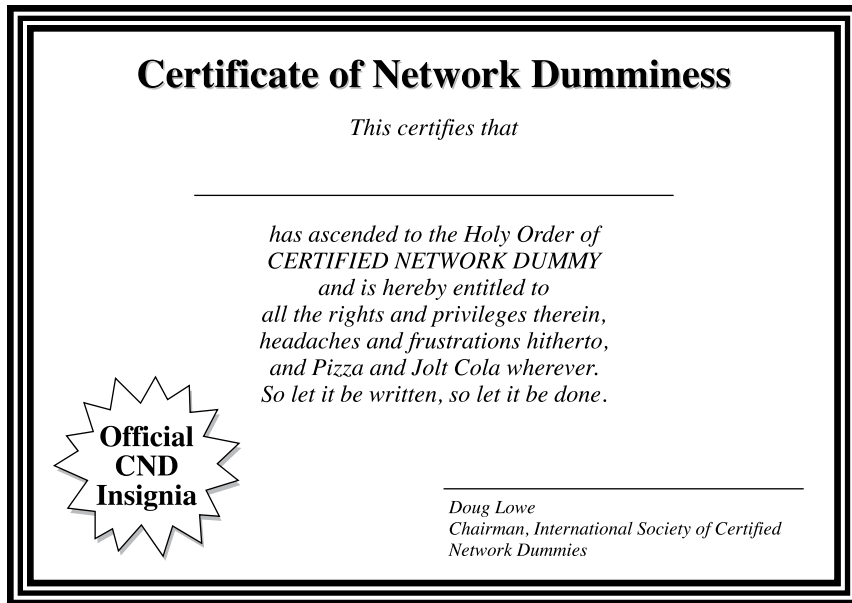 Certificate of Network Dumminess
This certifies that
has ascended to the Holy Order of
CERTIFIED NETWORK DUMMY
and is hereby entitled to
all the rights and privileges therein,
headaches and frustrations hitherto,
and Pizza and Jolt Cola wherever.
So let it be written, so let it be done.
Official
CND
Insignia
Doug Lowe
Chairman, International Society of Certified
Network Dummies